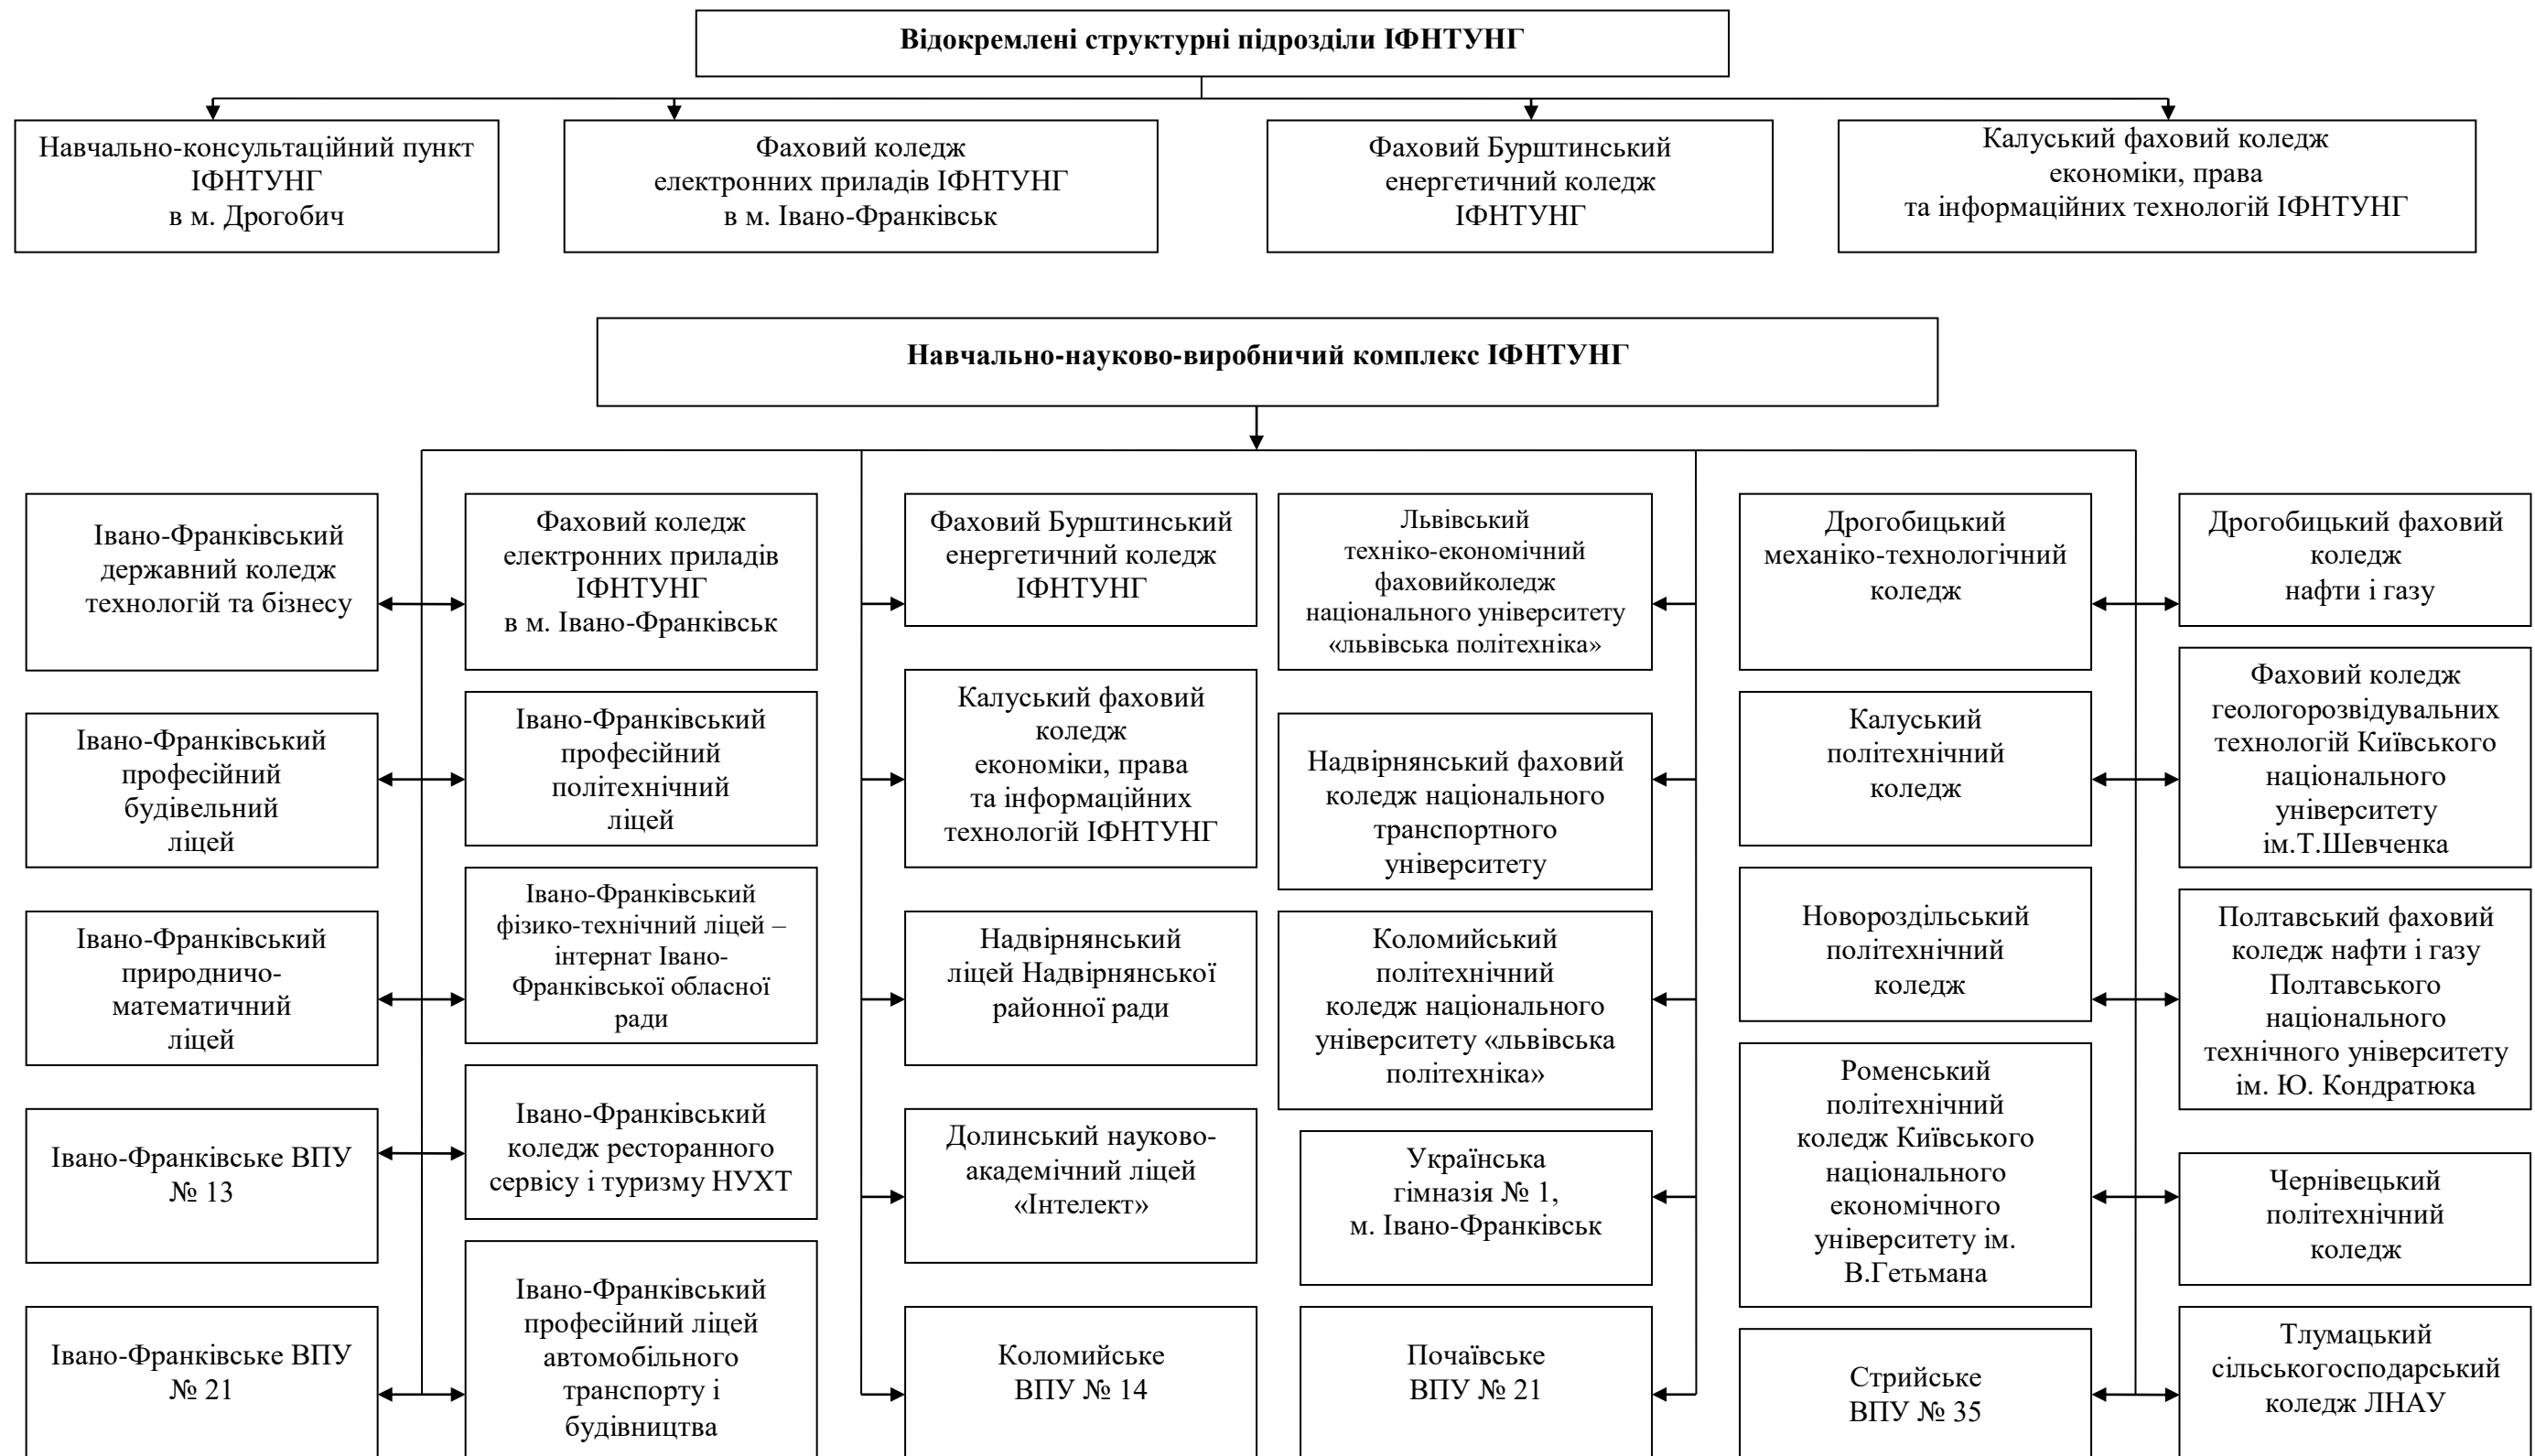 Відокремлені структурні підрозділи ІФНТУНГ
Навчально-консультаційний пункт
ІФНТУНГ
в м. Дрогобич
Фаховий коледж
електронних приладів ІФНТУНГ
в м. Івано-Франківськ
Фаховий Бурштинський
енергетичний коледж
ІФНТУНГ
Калуський фаховий коледж
економіки, права
та інформаційних технологій ІФНТУНГ
Навчально-науково-виробничий комплекс ІФНТУНГ
Івано-Франківський
державний коледж
технологій та бізнесу
Фаховий коледж
електронних приладів
ІФНТУНГ
в м. Івано-Франківськ
Фаховий Бурштинський
енергетичний коледж
ІФНТУНГ
Львівський
техніко-економічний
фаховийколедж
національного університету
«львівська політехніка»
Дрогобицький
механіко-технологічний
коледж
Дрогобицький фаховий
коледж
нафти і газу
Івано-Франківський
професійний
будівельний
ліцей
Івано-Франківський
професійний
політехнічний
ліцей
Калуський фаховий
коледж
економіки, права
та інформаційних
технологій ІФНТУНГ
Надвірнянський фаховий
коледж національного
транспортного
університету
Калуський
політехнічний
коледж
Фаховий коледж
геологорозвідувальних
технологій Київського
національного
університету
ім.Т.Шевченка
Івано-Франківський
природничо-
математичний
ліцей
Івано-Франківський
фізико-технічний ліцей –
інтернат Івано-
Франківської обласної
ради
Надвірнянський
ліцей Надвірнянської
районної ради
Коломийський
політехнічний
коледж національного
університету «львівська
політехніка»
Новороздільський
політехнічний
коледж
Полтавський фаховий
коледж нафти і газу
Полтавського
національного
технічного університету
ім. Ю. Кондратюка
Івано-Франківське ВПУ
№ 13
Івано-Франківський
коледж ресторанного
сервісу і туризму НУХТ
Долинський науково-
академічний ліцей
«Інтелект»
Українська
гімназія № 1,
м. Івано-Франківськ
Роменський
політехнічний
коледж Київського
національного
економічного
університету ім.
В.Гетьмана
Чернівецький
політехнічний
коледж
Івано-Франківське ВПУ
№ 21
Івано-Франківський
професійний ліцей
автомобільного
транспорту і
будівництва
Коломийське
ВПУ № 14
Почаївське
ВПУ № 21
Стрийське
ВПУ № 35
Тлумацький
сільськогосподарський
коледж ЛНАУ